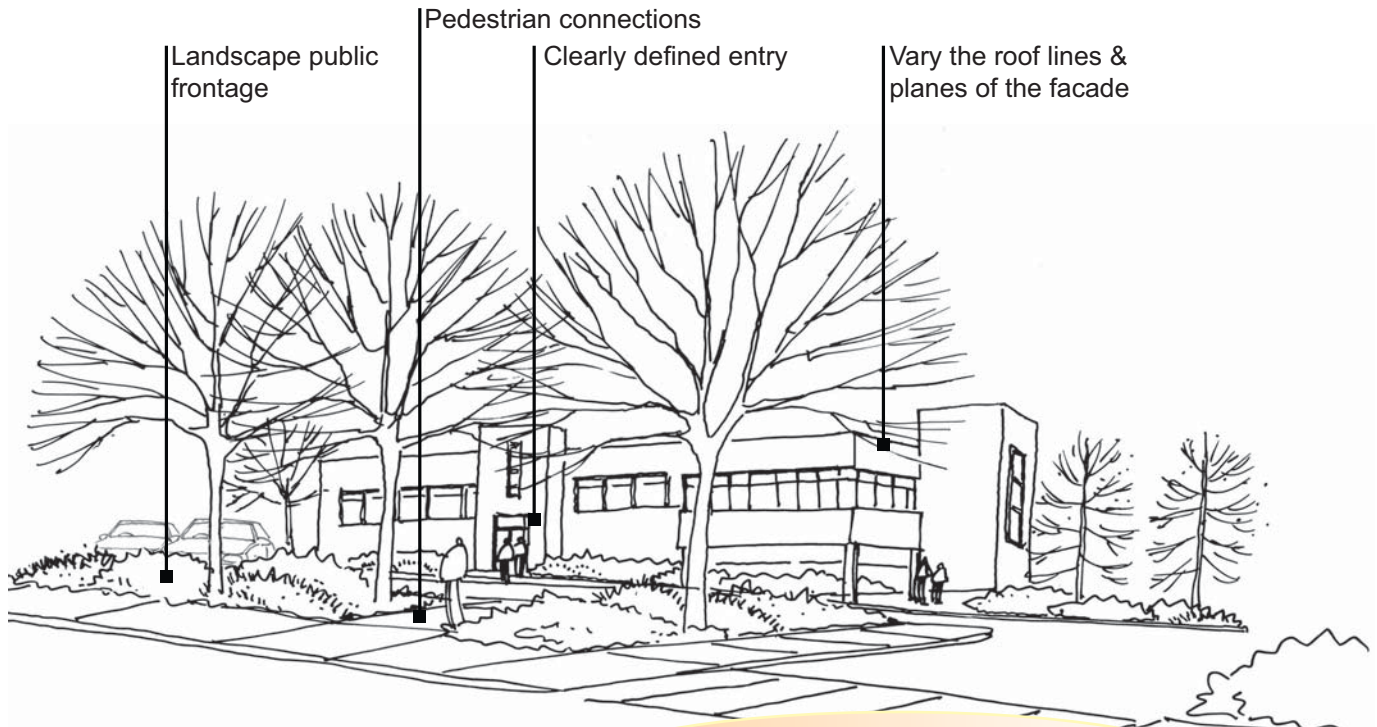 Pedestrian connections
Landscape public
frontage
Clearly defined entry
Vary the roof lines &
planes of the facade